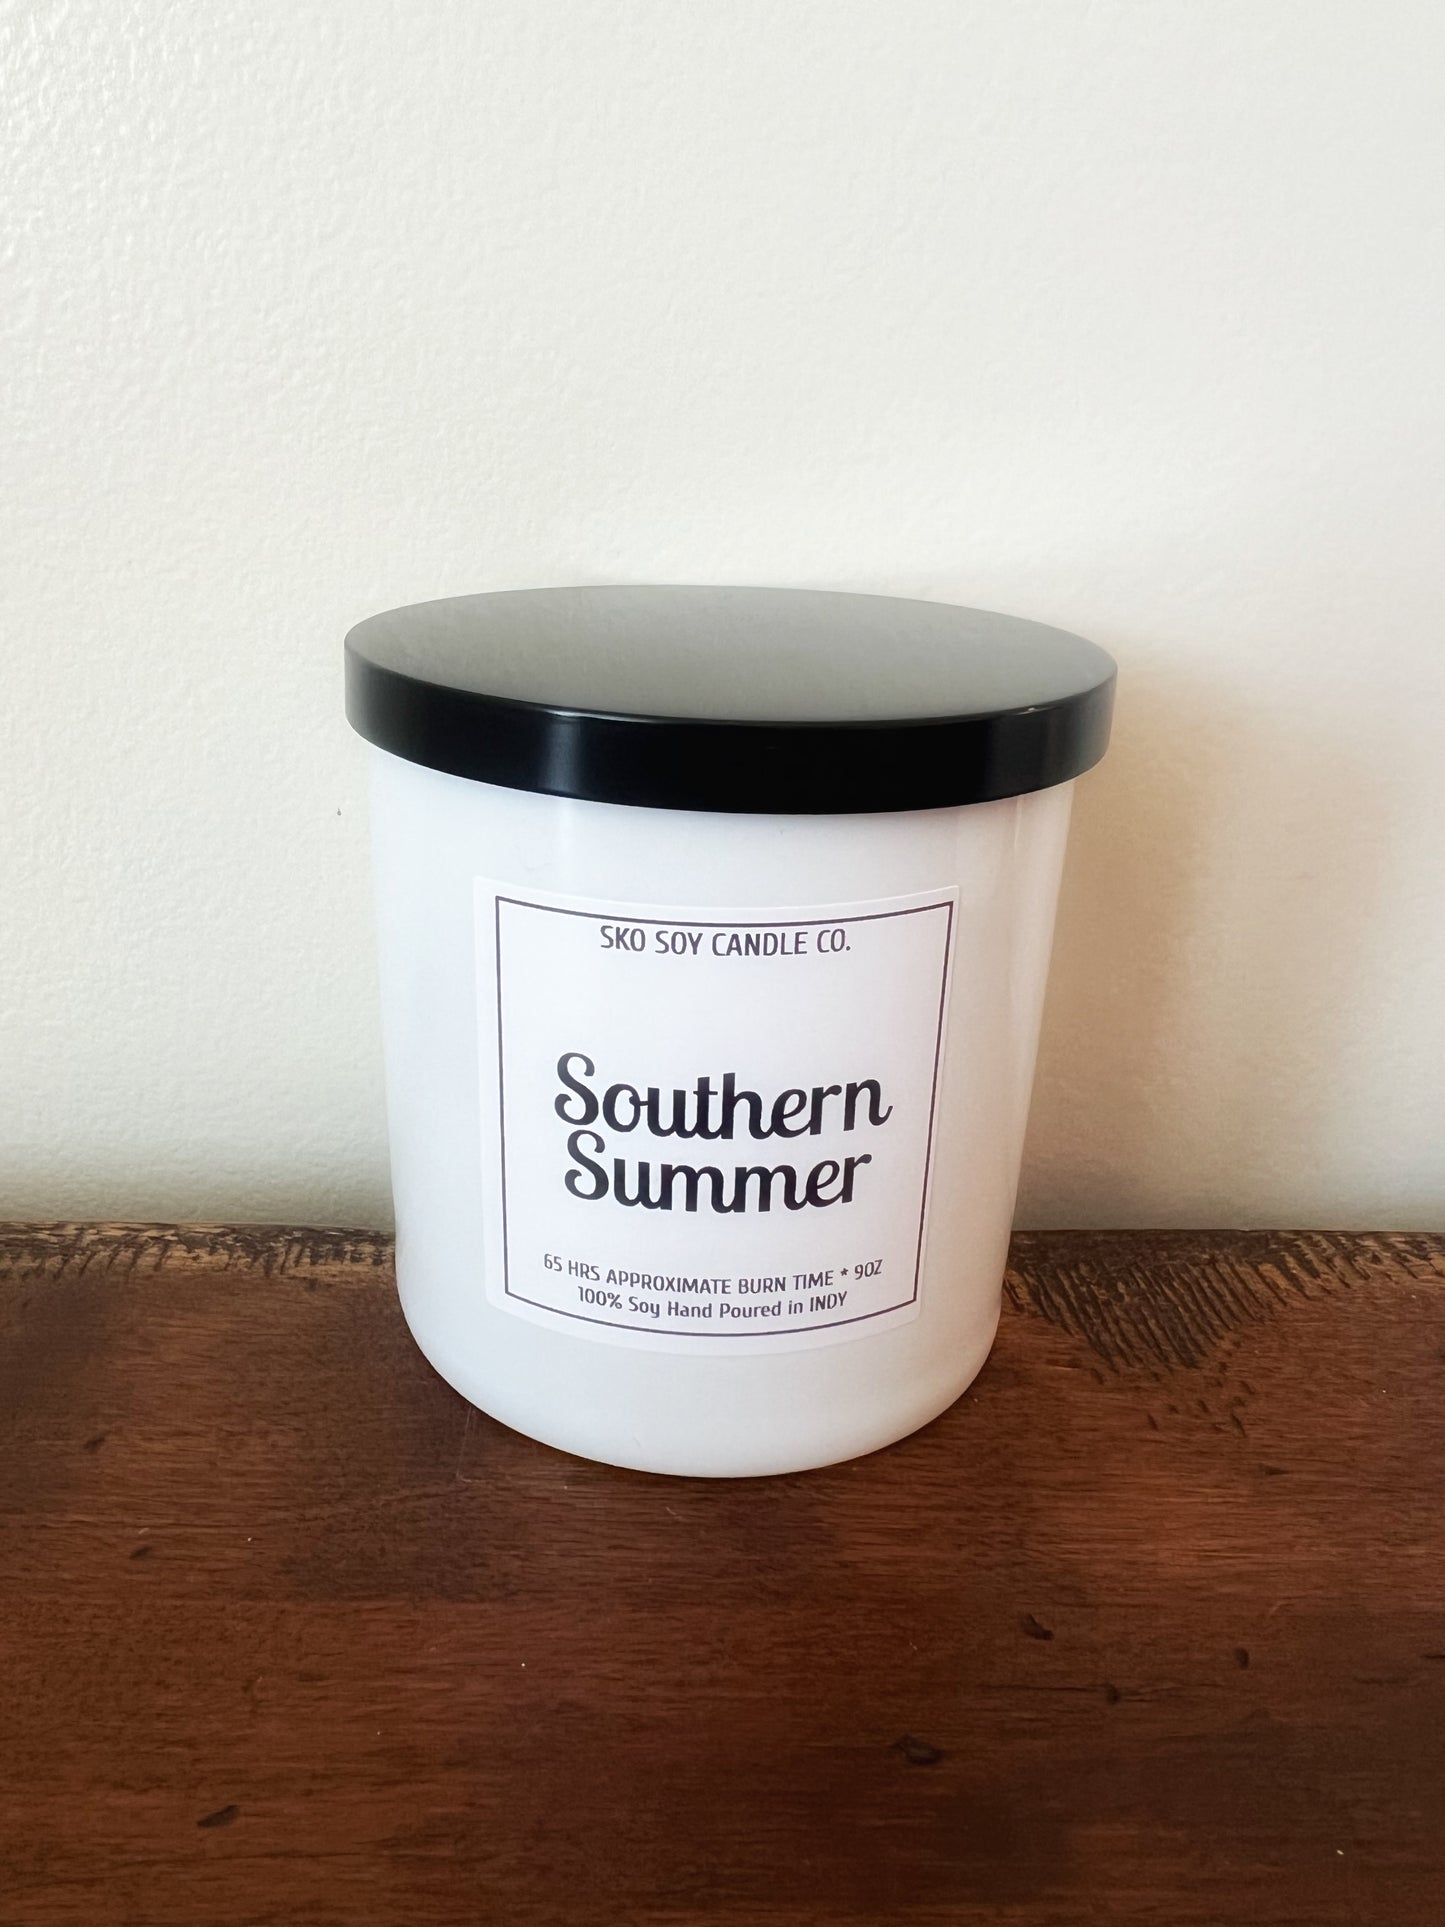 SKO SOY CANDLE CO.
Southern
Summer
65 HRS APPROXIMATE BURN TIME * 9OZ
100% Soy Hand Poured in INDY